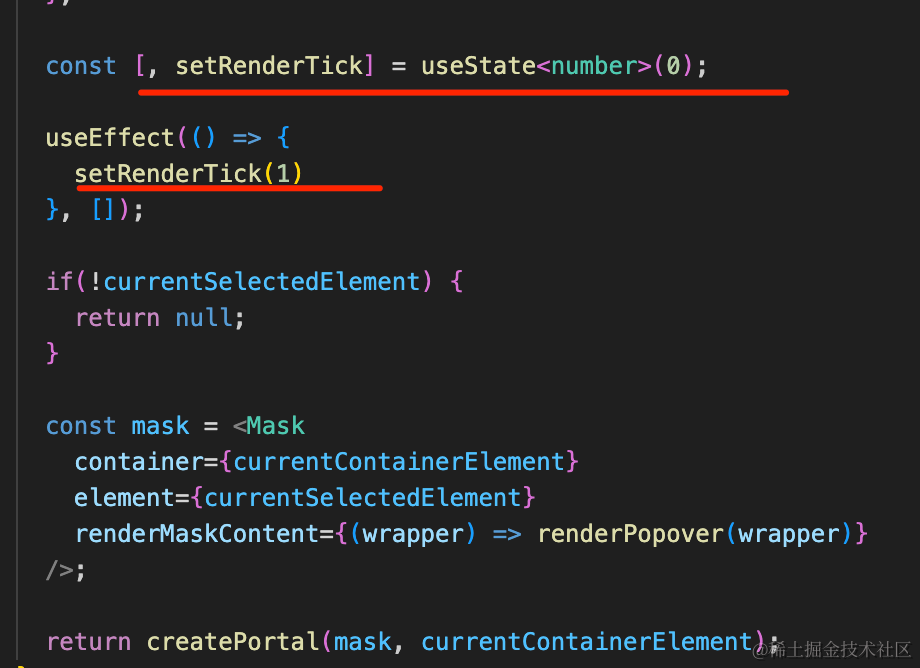 const [, setRenderTick] = useState<number>(0);
useEffect(() => {
setRenderTick(1)
}, []);
if(!currentSelectedElement) {
return null;
}
const mask = <Mask
container={currentContainerElement}
element={currentSelectedElement}
renderMaskContent={(wrapper) => renderPopover(wrapper)}
/>;
return createPortal(mask, currentContainerElement);
@稀土掘金技术社区